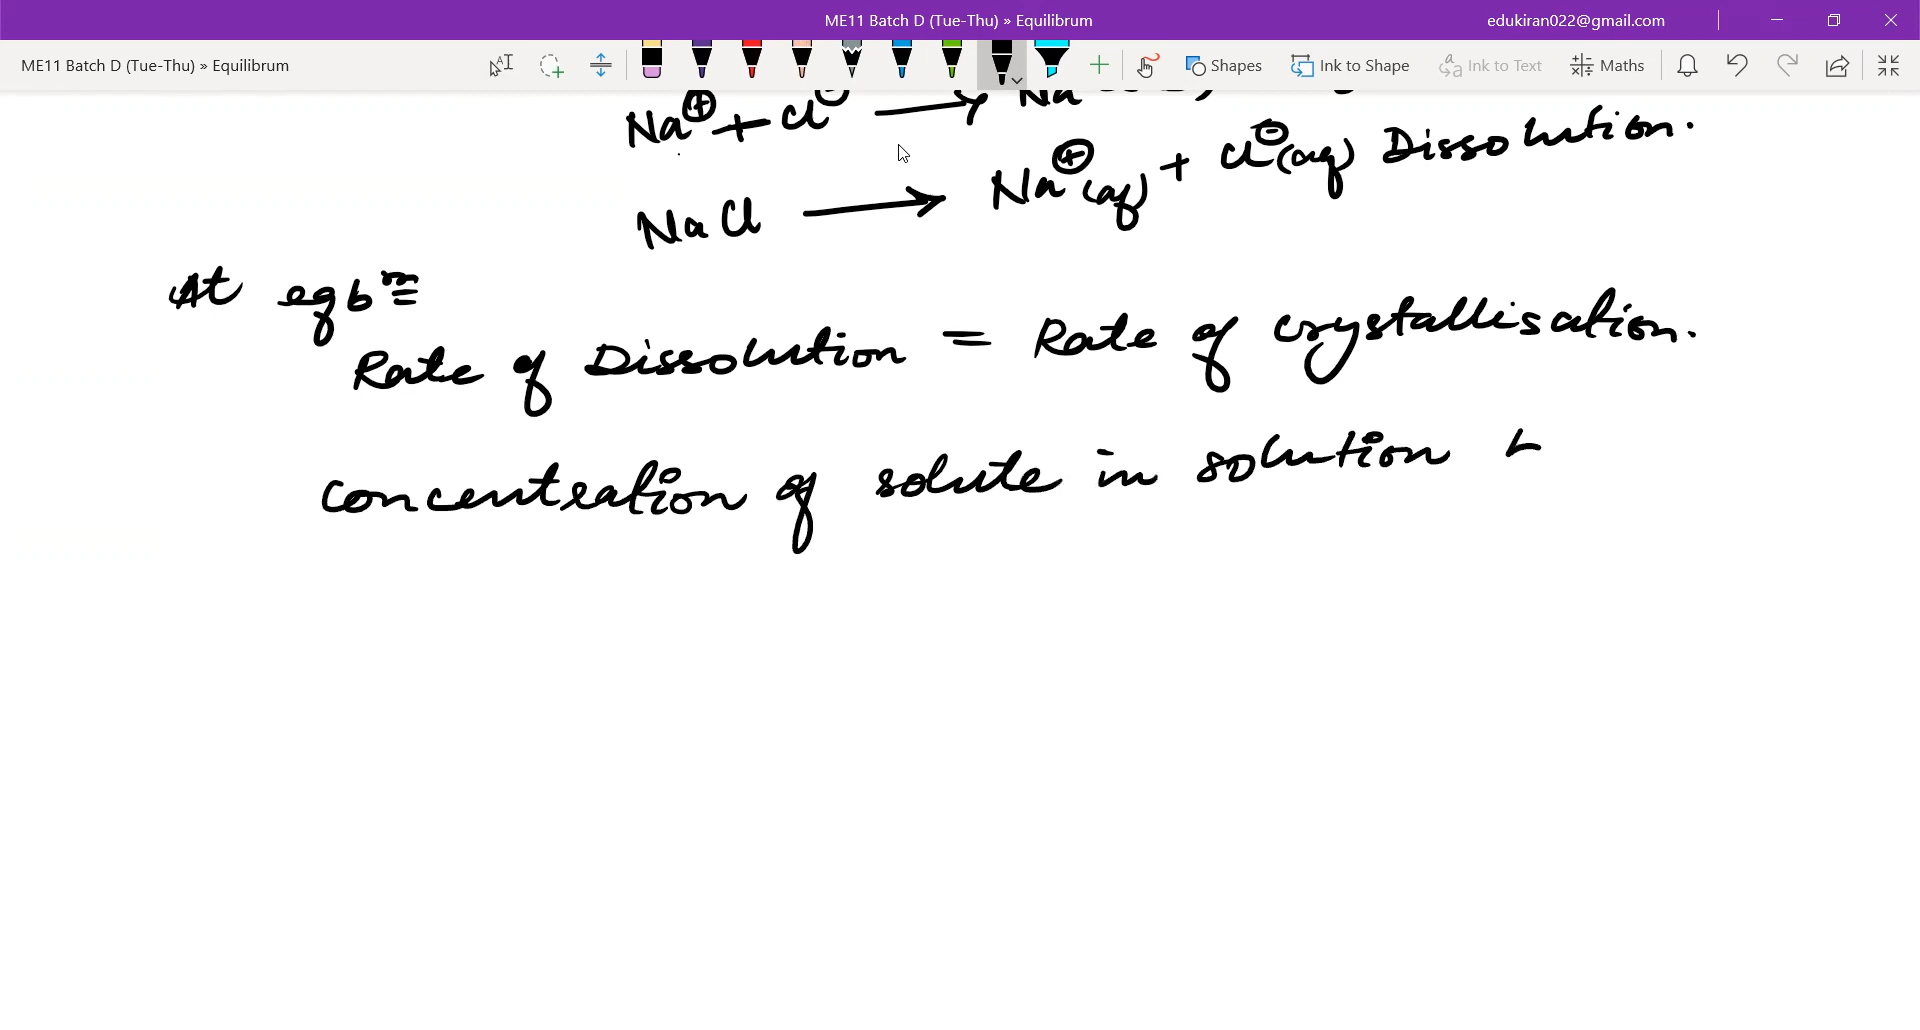 ME11 Batch D (Tue-Thu) » Equilibrum
edukiran022@gmail.com
ME11 Batch D (Tue-Thu) » Equilibrum
Shapes
Ink to Shape
Ink to Text
Maths
Na⊕ + Cl⊖ ⟶ Na
NaCl ⟶ Na⊕(aq) + Cl⊖(aq) Dissolution.
At eqbᵐ
Rate of Dissolution = Rate of crystallisation.
concentration of solute in solution